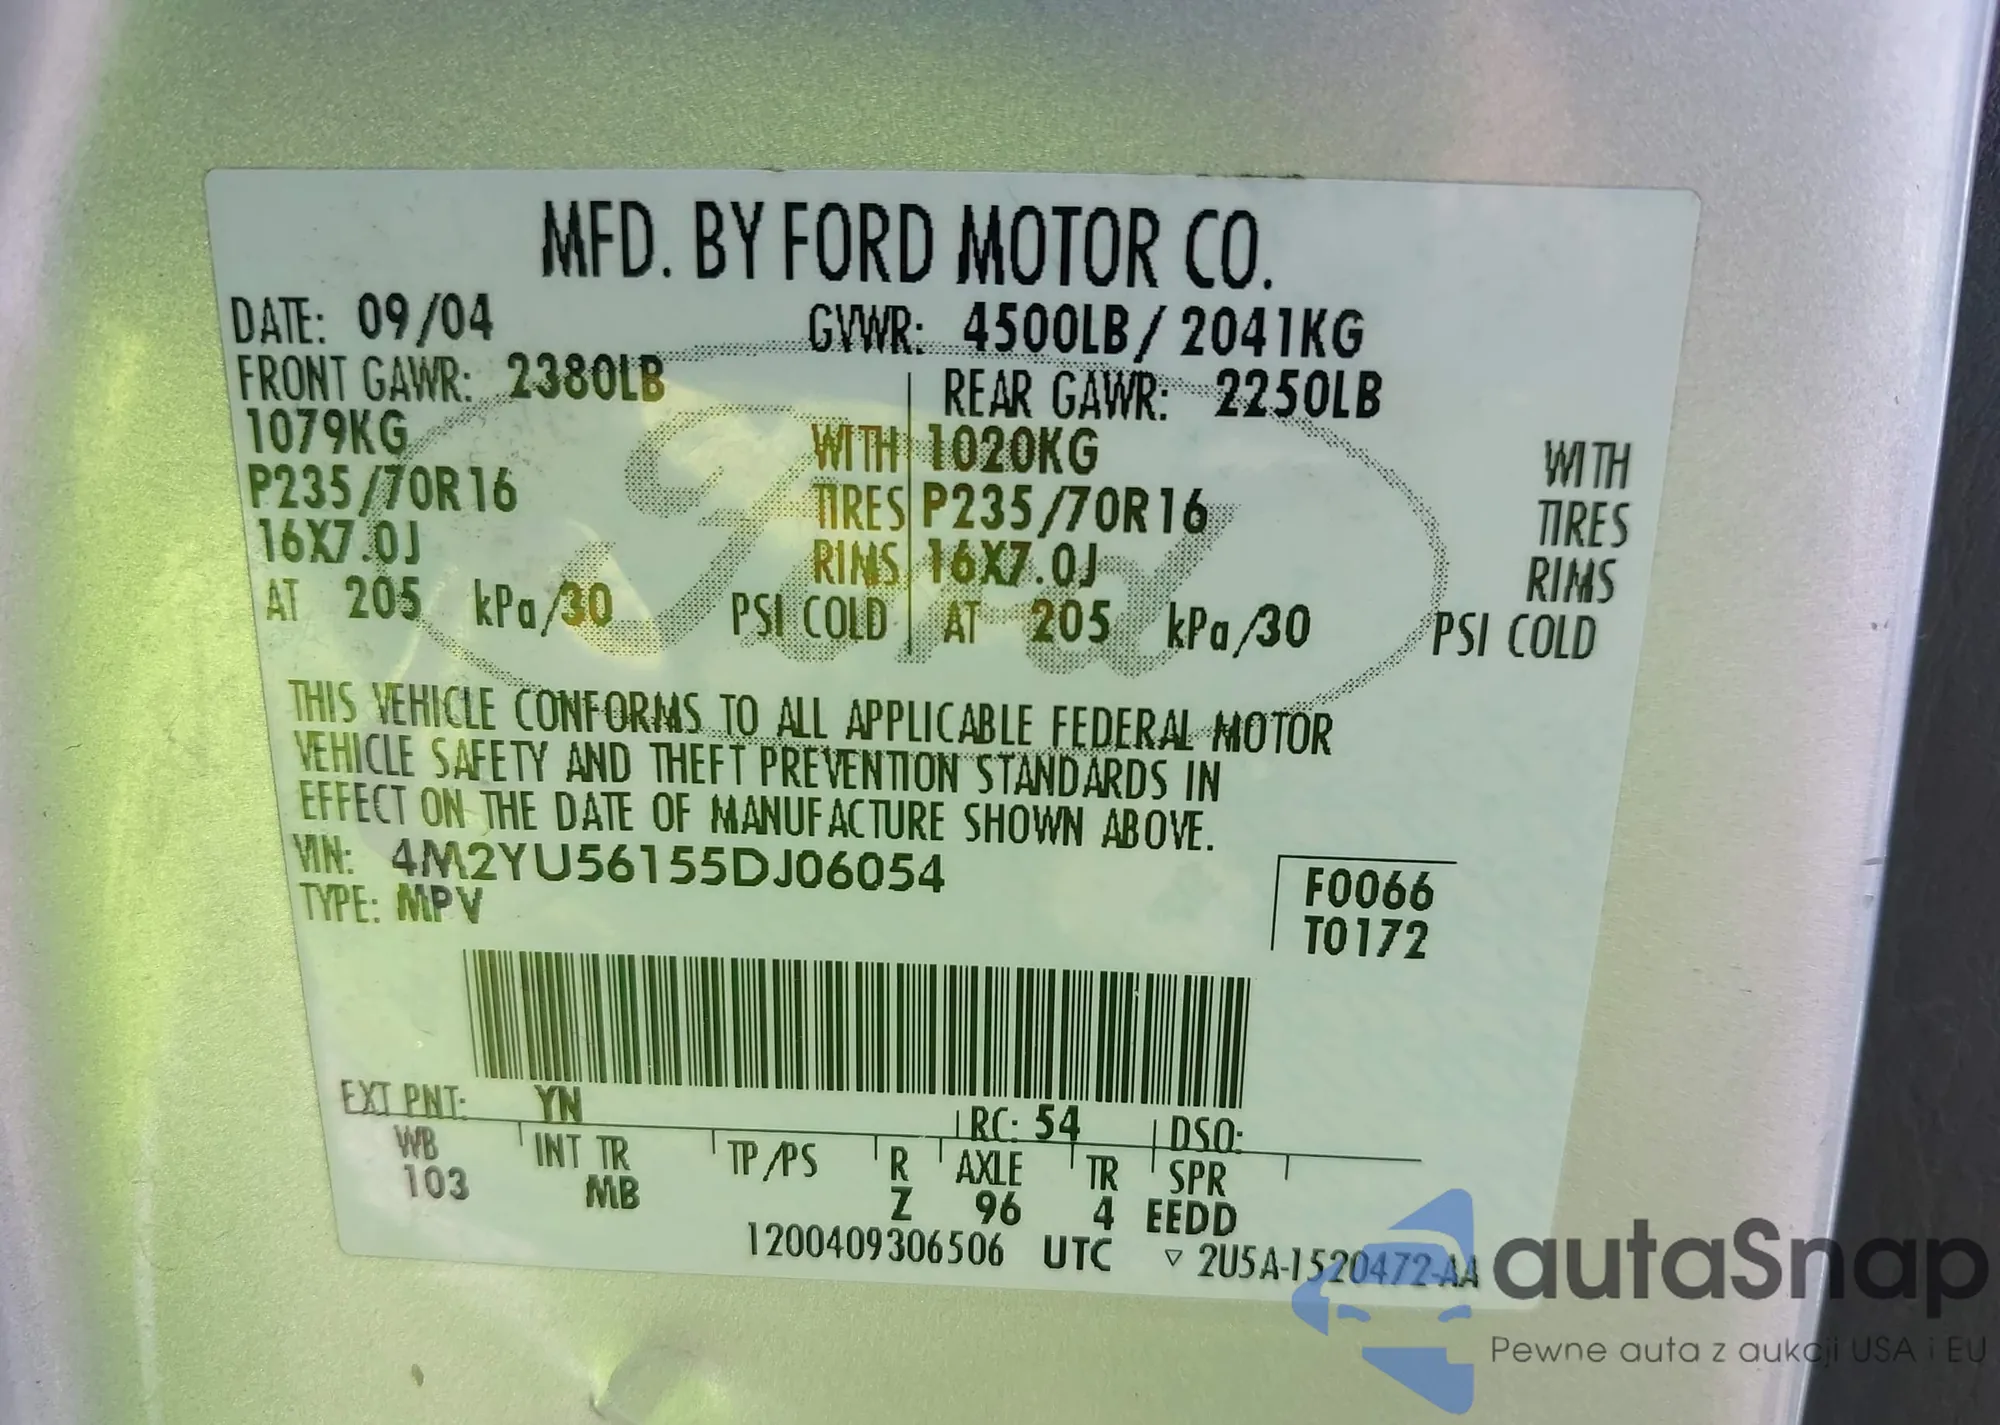 MFD. BY FORD MOTOR CO.
DATE: 09/04 GVWR: 4500LB/ 2041KG
FRONT GAWR: 2380LB REAR GAWR: 2250LB
1079KG WITH 1020KG WITH
P235/70R16 TIRES P235/70R16 TIRES
16X7.0J RIMS 16X7.0J RIMS
AT 205 kPa/30 PSI COLD AT 205 kPa/30 PSI COLD
Ford
THIS VEHICLE CONFORMS TO ALL APPLICABLE FEDERAL MOTOR
VEHICLE SAFETY AND THEFT PREVENTION STANDARDS IN
EFFECT ON THE DATE OF MANUFACTURE SHOWN ABOVE.
VIN: 4M2YU56155DJ06054
TYPE: MPV
F0066
T0172
EXT PNT: YN RC: 54 DSO:
WB INT TR TP/PS R AXLE TR SPR
103 MB Z 96 4 EEDD
1200409306506 UTC ▽ 2U5A-1520472-AA
autaSnap
Pewne auta z aukcji USA i EU